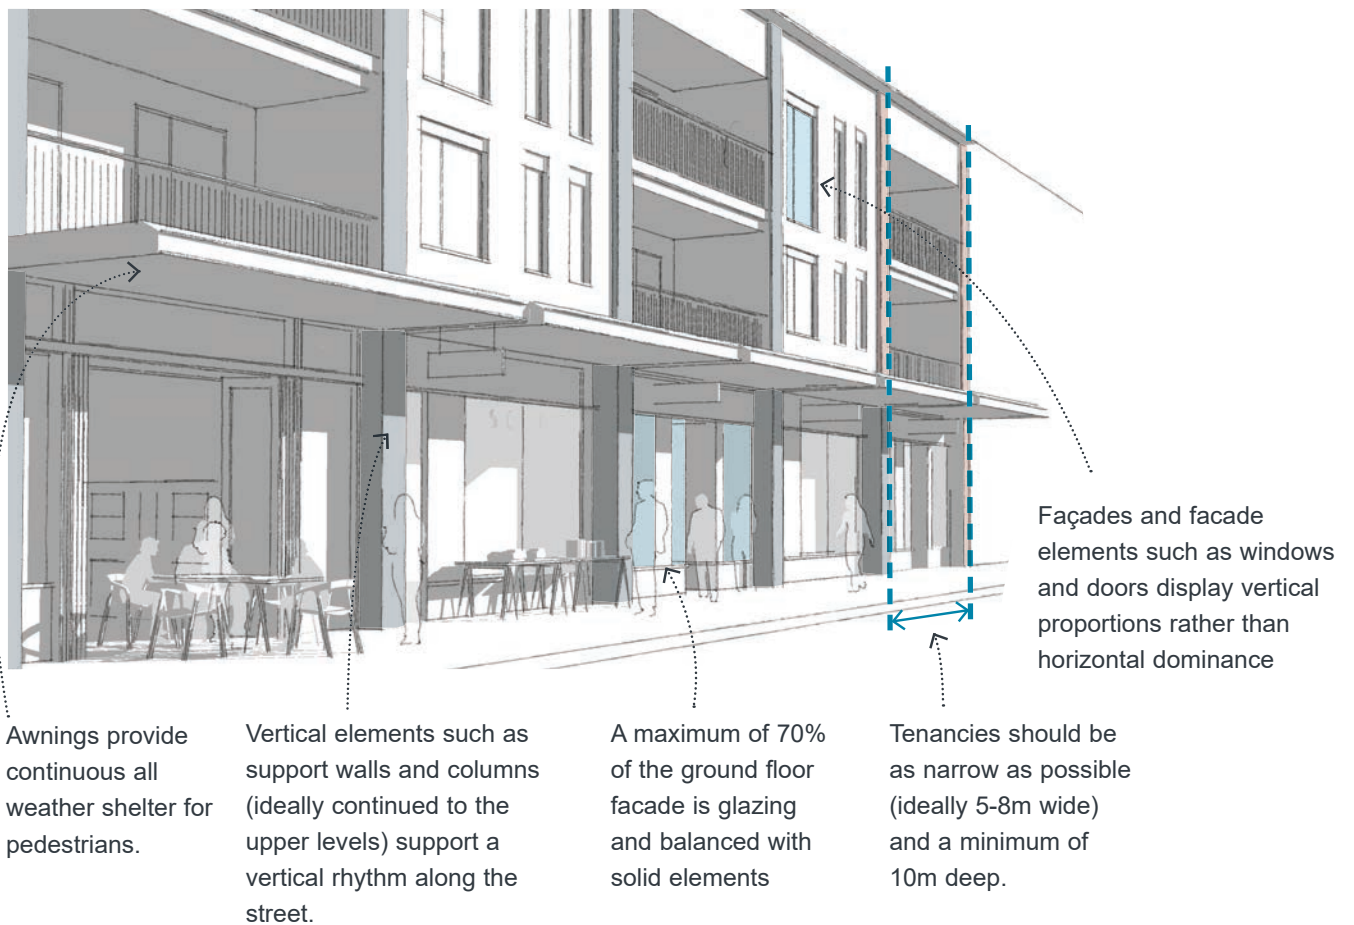 Façades and facade
elements such as windows
and doors display vertical
proportions rather than
horizontal dominance
Awnings provide
continuous all
weather shelter for
pedestrians.
Vertical elements such as
support walls and columns
(ideally continued to the
upper levels) support a
vertical rhythm along the
street.
A maximum of 70%
of the ground floor
facade is glazing
and balanced with
solid elements
Tenancies should be
as narrow as possible
(ideally 5-8m wide)
and a minimum of
10m deep.